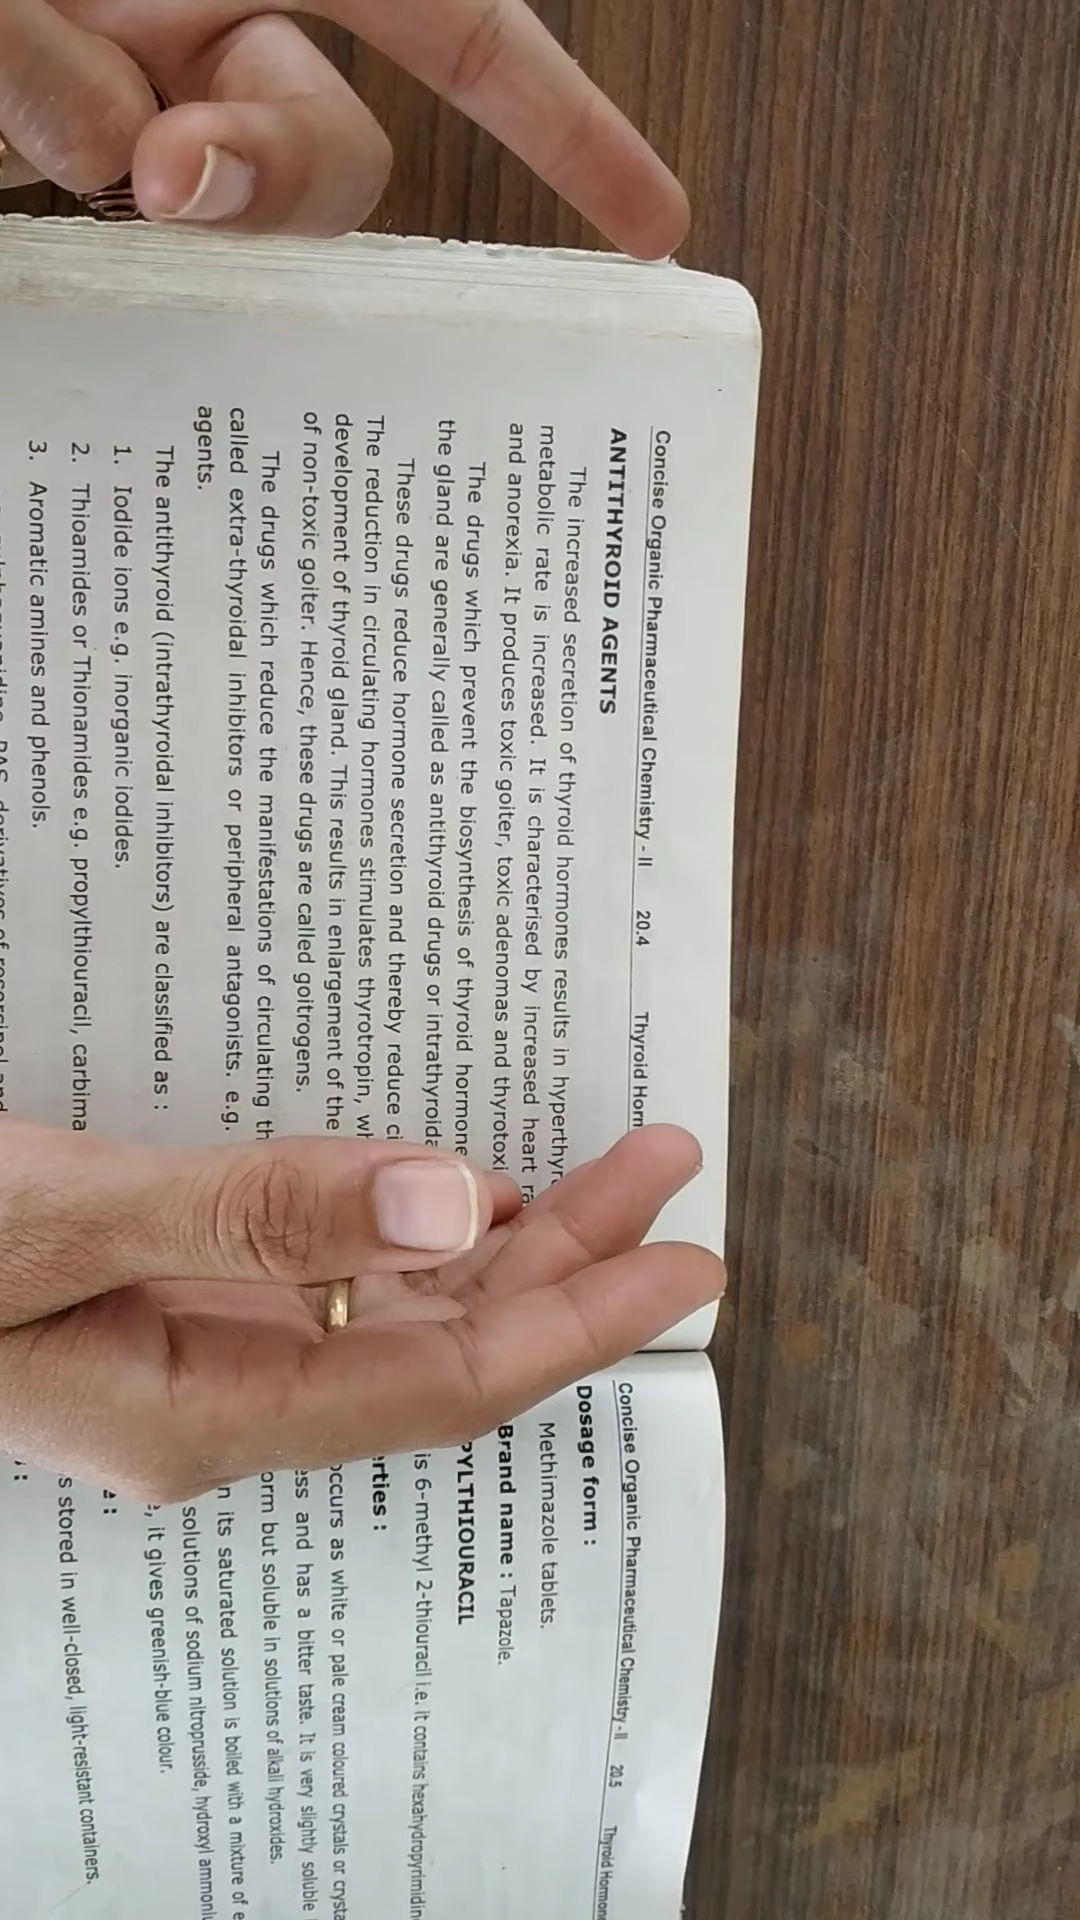 Concise Organic Pharmaceutical Chemistry - II 20.4 Thyroid
ANTITHYROID AGENTS
The increased secretion of thyroid hormones results in
metabolic rate is increased. It is characterised by increased heart
and anorexia. It produces toxic goiter, toxic adenomas and
The drugs which prevent the biosynthesis of thyroid hormone
the gland are generally called as antithyroid drugs or
These drugs reduce hormone secretion and thereby reduce
The reduction in circulating hormones stimulates thyrotropin,
development of thyroid gland. This results in enlargement of the
of non-toxic goiter. Hence, these drugs are called goitrogens.
The drugs which reduce the manifestations of circulating
called extra-thyroidal inhibitors or peripheral antagonists. e.g.
agents.
The antithyroid (intrathyroidal inhibitors) are classified as :
1. Iodide ions e.g. inorganic iodides.
2. Thioamides or Thionamides e.g. propylthiouracil,
3. Aromatic amines and phenols.
Concise Organic Pharmaceutical Chemistry - II 20.5 Thyroid
Dosage form :
Methimazole tablets.
Brand name : Tapazole.
PYLTHIOURACIL
is 6-methyl 2-thiouracil i.e. it contains
erties :
occurs as white or pale cream coloured crystals or
ess and has a bitter taste. It is very slightly soluble
orm but soluble in solutions of alkali hydroxides.
n its saturated solution is boiled with a mixture of
solutions of sodium nitroprusside, hydroxyl
, it gives greenish-blue colour.
:
s stored in well-closed, light-resistant containers.
: